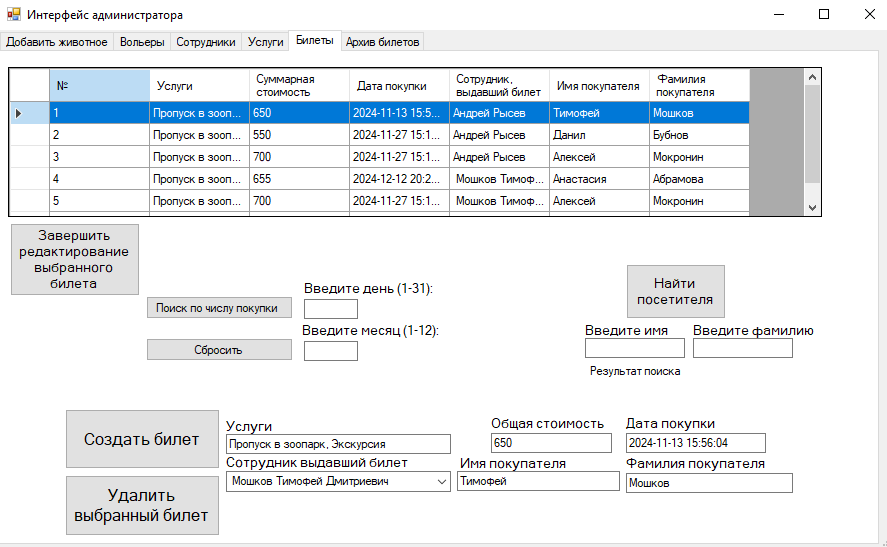 Интерфейс администратора
Добавить животное Вольеры Сотрудники Услуги Билеты Архив билетов
№ Услуги Суммарная стоимость Дата покупки Сотрудник, выдавший билет Имя покупателя Фамилия покупателя
1 Пропуск в зооп... 650 2024-11-13 15:5... Андрей Рысев Тимофей Мошков
2 Пропуск в зооп... 550 2024-11-27 15:1... Андрей Рысев Данил Бубнов
3 Пропуск в зооп... 700 2024-11-27 15:1... Андрей Рысев Алексей Мокронин
4 Пропуск в зооп... 655 2024-12-12 20:2... Мошков Тимоф... Анастасия Абрамова
5 Пропуск в зооп... 700 2024-11-27 15:1... Мошков Тимоф... Алексей Мокронин
Завершить
редактирование
выбранного
билета
Введите день (1-31):
Поиск по числу покупки
Введите месяц (1-12):
Сбросить
Найти
посетителя
Введите имя Введите фамилию
Результат поиска
Создать билет
Удалить
выбранный билет
Услуги
Пропуск в зоопарк, Экскурсия
Общая стоимость
650
Дата покупки
2024-11-13 15:56:04
Сотрудник выдавший билет
Мошков Тимофей Дмитриевич
Имя покупателя
Тимофей
Фамилия покупателя
Мошков